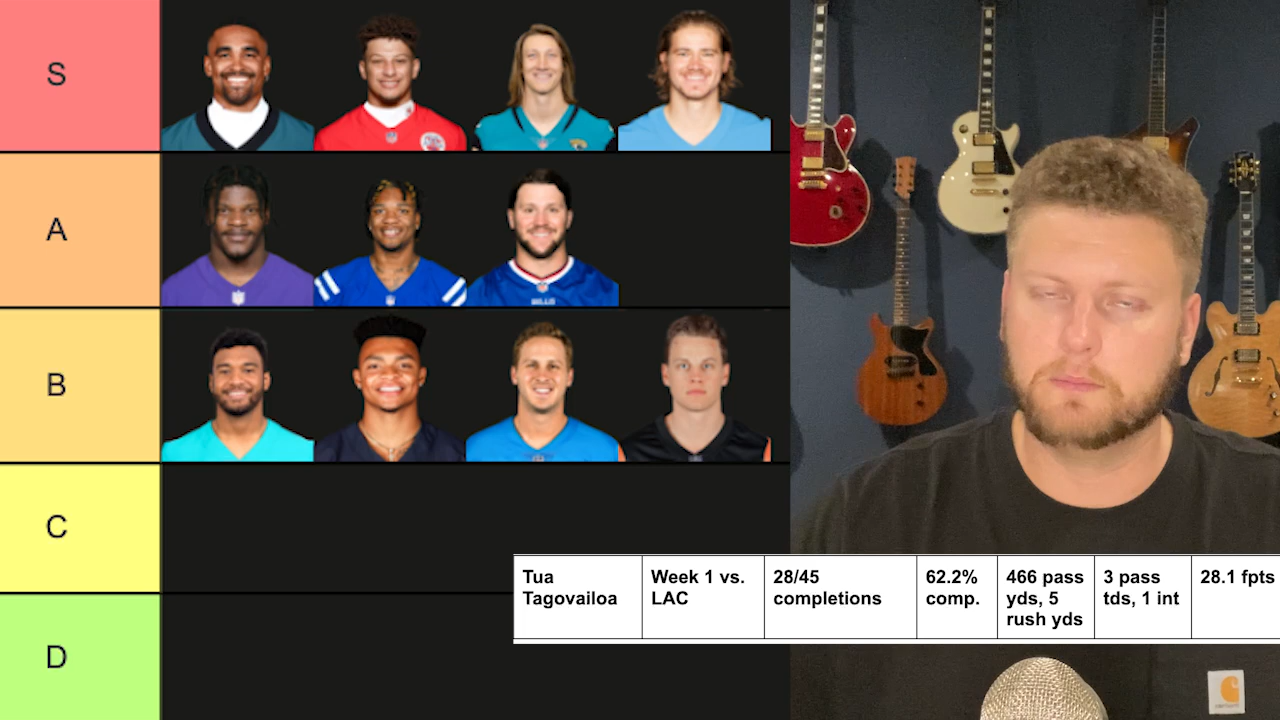 S
A
BILLS
B
C
Tua
Tagovailoa
Week 1 vs.
LAC
28/45
completions
62.2%
comp.
466 pass
yds, 5
rush yds
3 pass
tds, 1 int
28.1 fpts
D